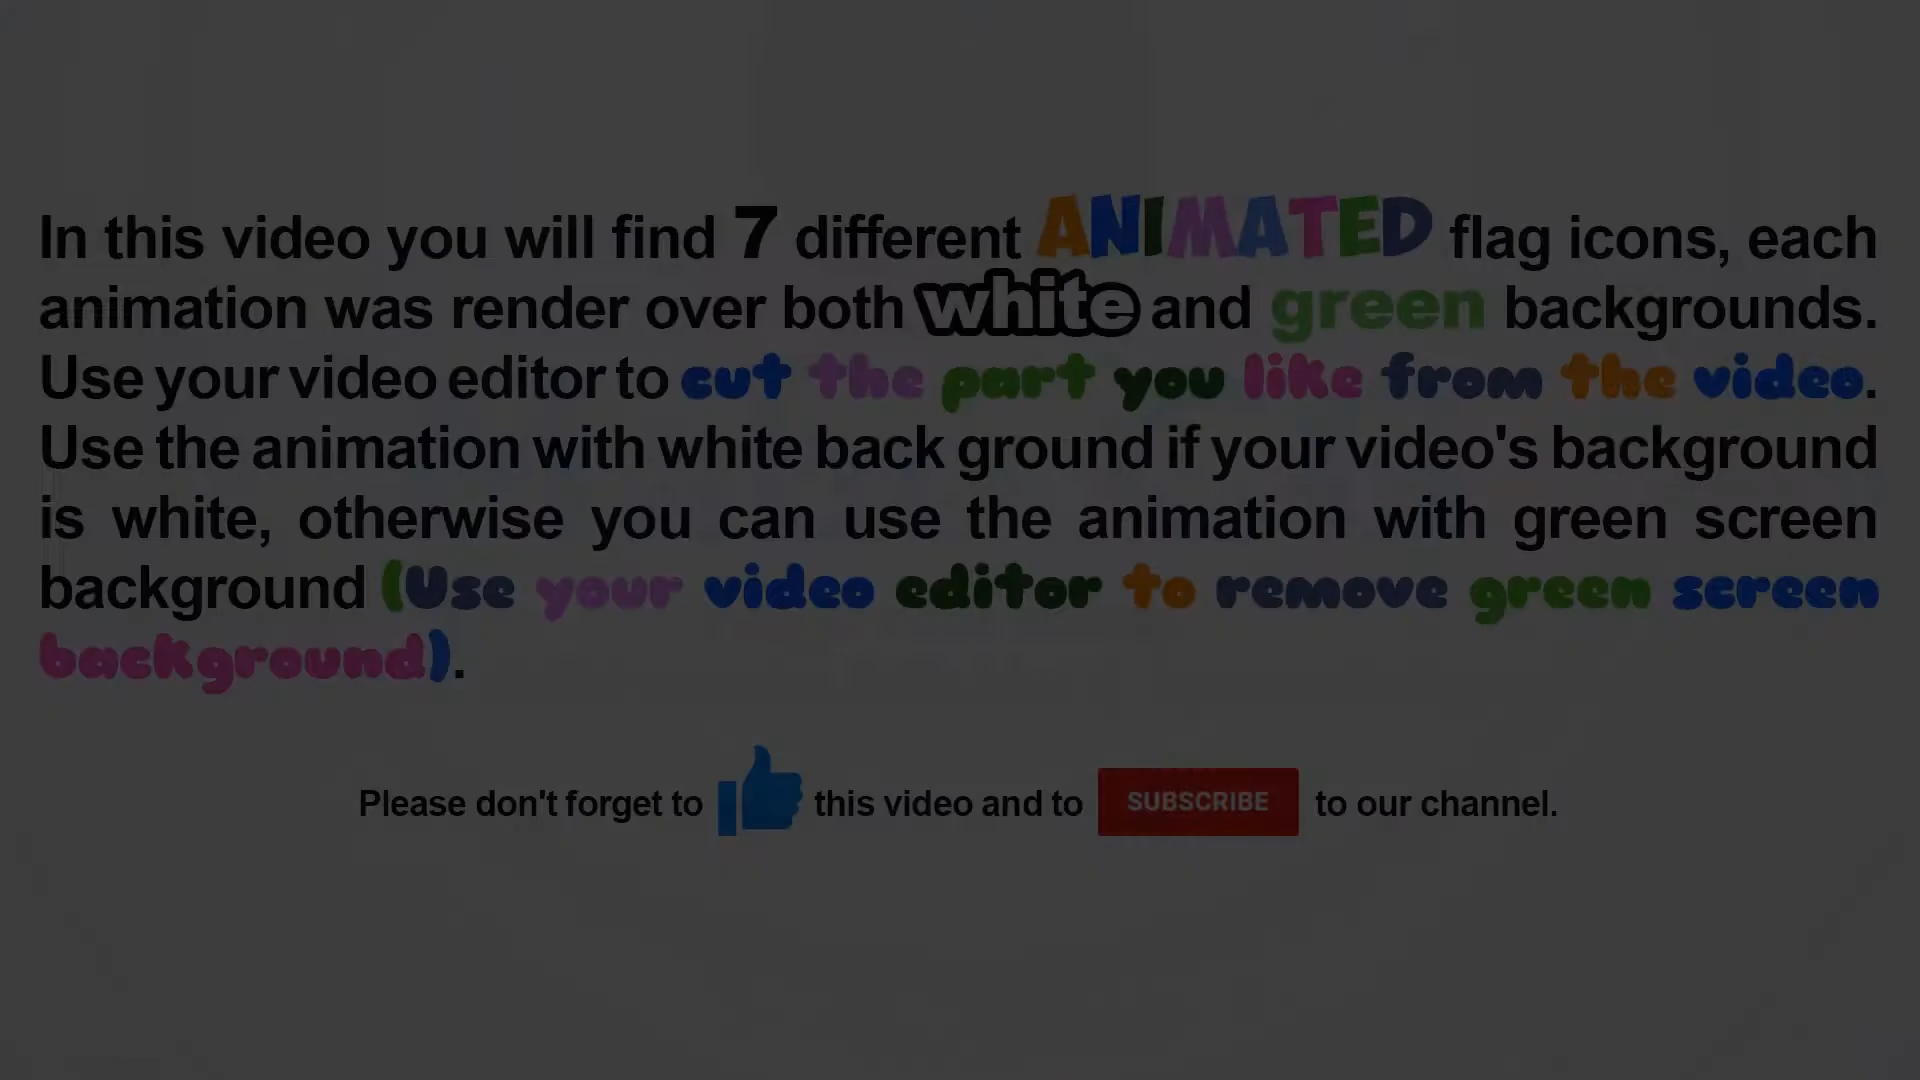 In this video you will find 7 different ANIMATED flag icons, each
animation was render over both white and green backgrounds.
Use your video editor to cut the part you like from the video.
Use the animation with white back ground if your video's background
is white, otherwise you can use the animation with green screen
background (Use your video editor to remove green screen
background).
Please don't forget to this video and to SUBSCRIBE to our channel.